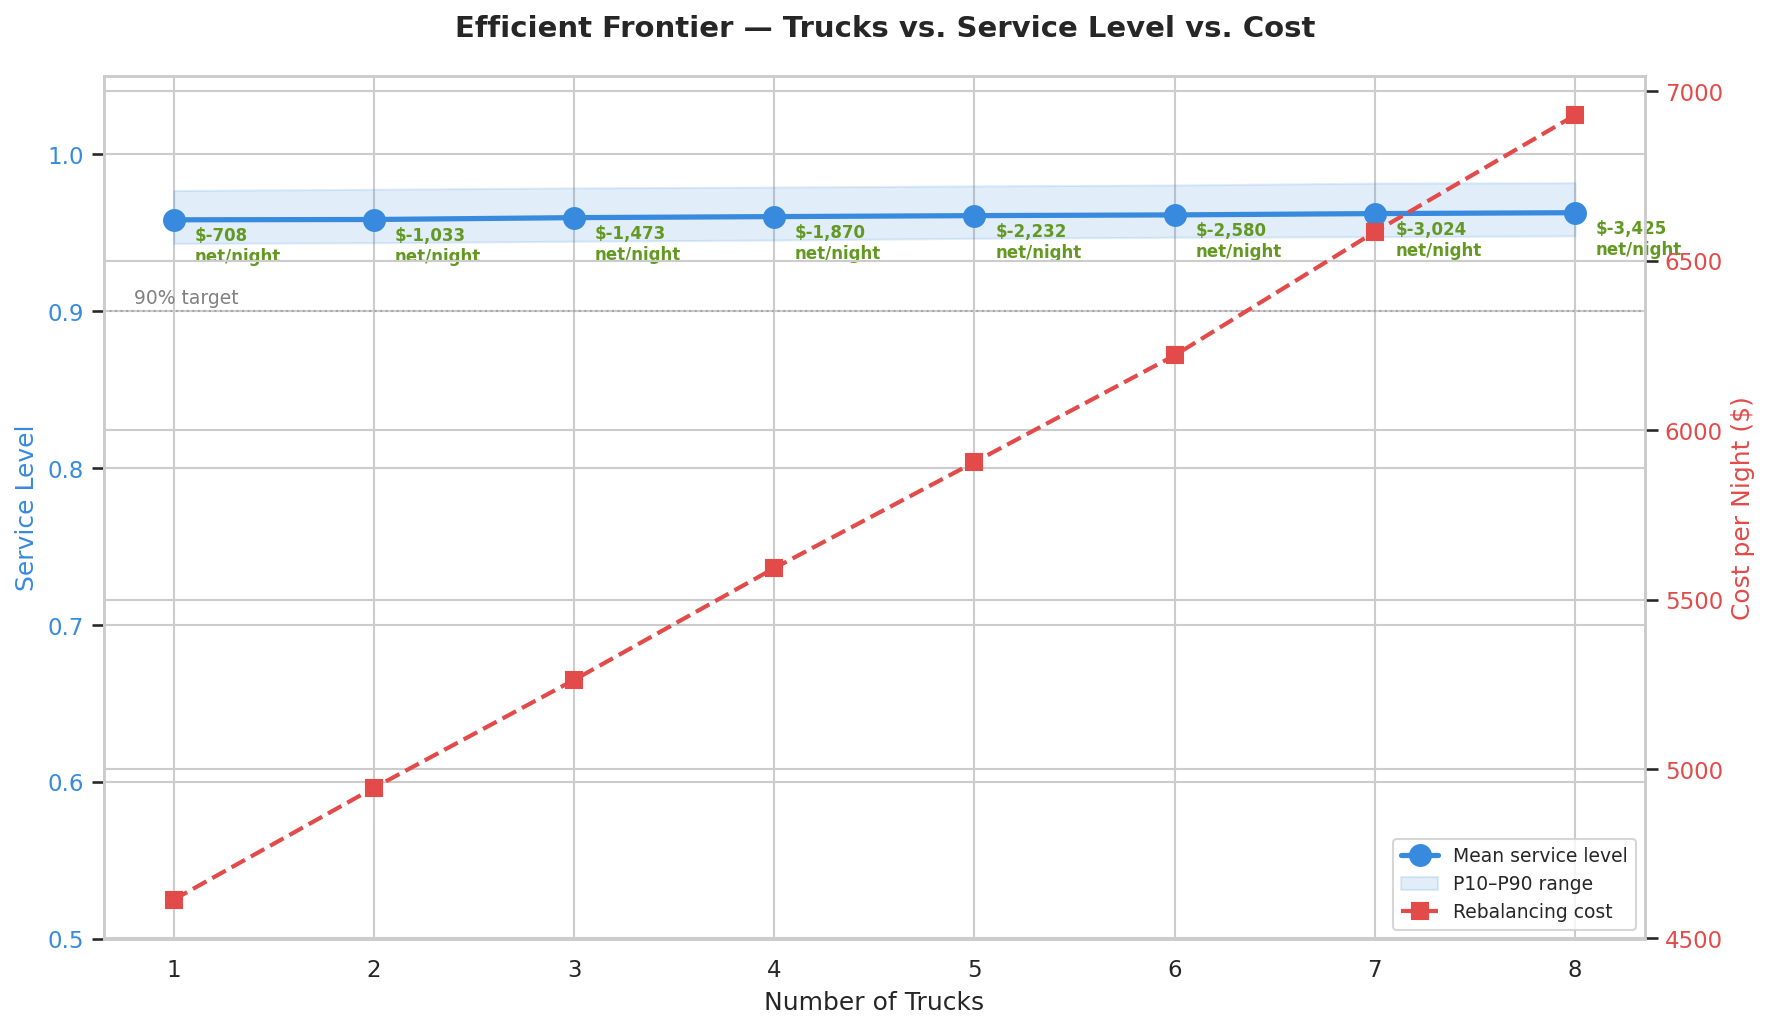 Efficient Frontier — Trucks vs. Service Level vs. Cost
1.0
0.9
0.8
0.7
0.6
0.5
Service Level
90% target
$-708
net/night
$-1,033
net/night
$-1,473
net/night
$-1,870
net/night
$-2,232
net/night
$-2,580
net/night
$-3,024
net/night
$-3,425
net/night
7000
6500
6000
5500
5000
4500
Cost per Night ($)
Mean service level
P10–P90 range
Rebalancing cost
1 2 3 4 5 6 7 8
Number of Trucks